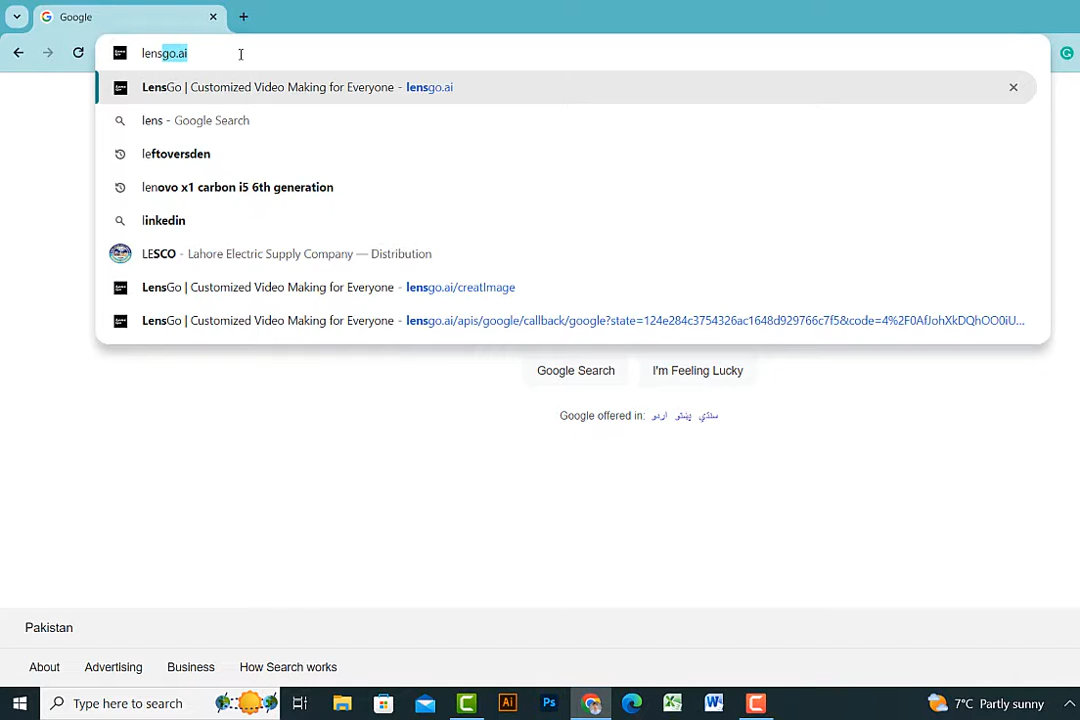 Google
lensgo.ai
LensGo | Customized Video Making for Everyone - lensgo.ai
lens - Google Search
leftoversden
lenovo x1 carbon i5 6th generation
linkedin
LESCO - Lahore Electric Supply Company — Distribution
LensGo | Customized Video Making for Everyone - lensgo.ai/creatImage
LensGo | Customized Video Making for Everyone - lensgo.ai/apis/google/callback/google?state=124e284c3754326ac1648d929766c7f5&code=4%2F0AfJohXkDQhOO0iU...
Google Search I'm Feeling Lucky
Google offered in: اردو پښتو سنڌي
Pakistan
About Advertising Business How Search works
Type here to search Ai Ps 7°C Partly sunny